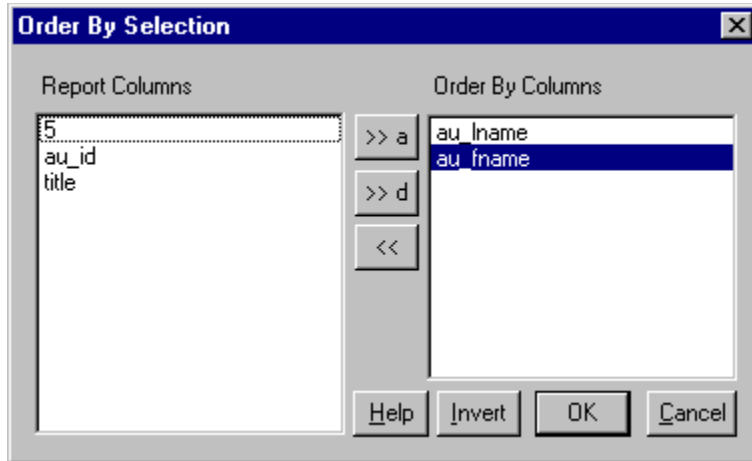 Order By Selection
Report Columns
5
au_id
title
>> a
>> d
<<
Order By Columns
au_lname
au_fname
Help
Invert
OK
Cancel